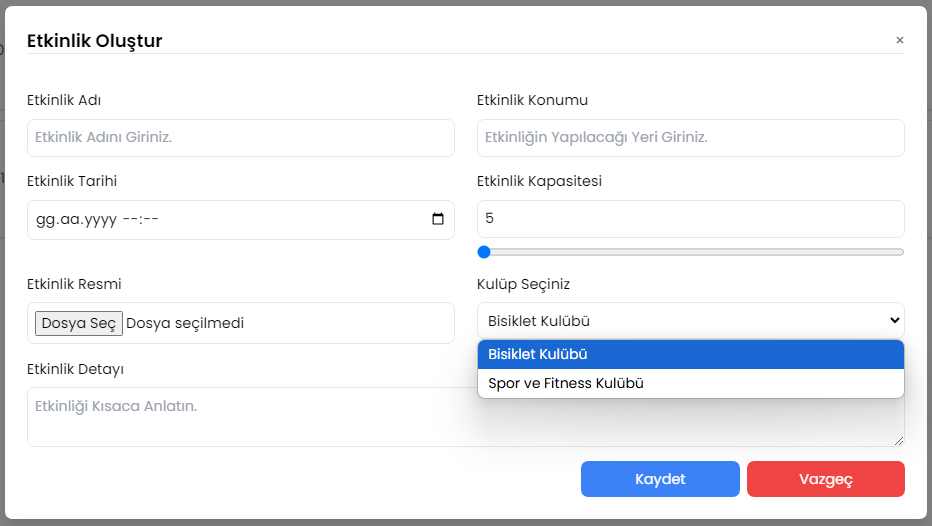 Etkinlik Oluştur
×
Etkinlik Adı
Etkinlik Konumu
Etkinlik Adını Giriniz.
Etkinliğin Yapılacağı Yeri Giriniz.
Etkinlik Tarihi
Etkinlik Kapasitesi
gg.aa.yyyy --:--
5
Etkinlik Resmi
Kulüp Seçiniz
Dosya Seç Dosya seçilmedi
Bisiklet Kulübü
Bisiklet Kulübü
Spor ve Fitness Kulübü
Etkinlik Detayı
Etkinliği Kısaca Anlatın.
Kaydet
Vazgeç